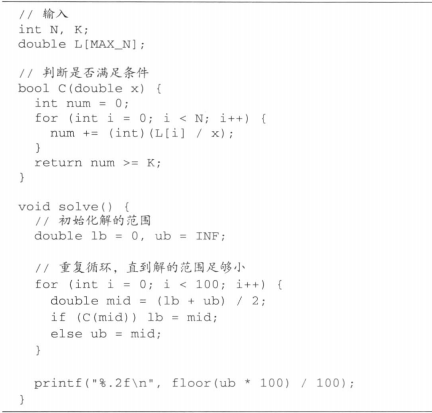 // 输入
int N, K;
double L[MAX_N];

// 判断是否满足条件
bool C(double x) {
  int num = 0;
  for (int i = 0; i < N; i++) {
    num += (int)(L[i] / x);
  }
  return num >= K;
}

void solve() {
  // 初始化解的范围
  double lb = 0, ub = INF;

  // 重复循环，直到解的范围足够小
  for (int i = 0; i < 100; i++) {
    double mid = (lb + ub) / 2;
    if (C(mid)) lb = mid;
    else ub = mid;
  }

  printf("%.2f\n", floor(ub * 100) / 100);
}